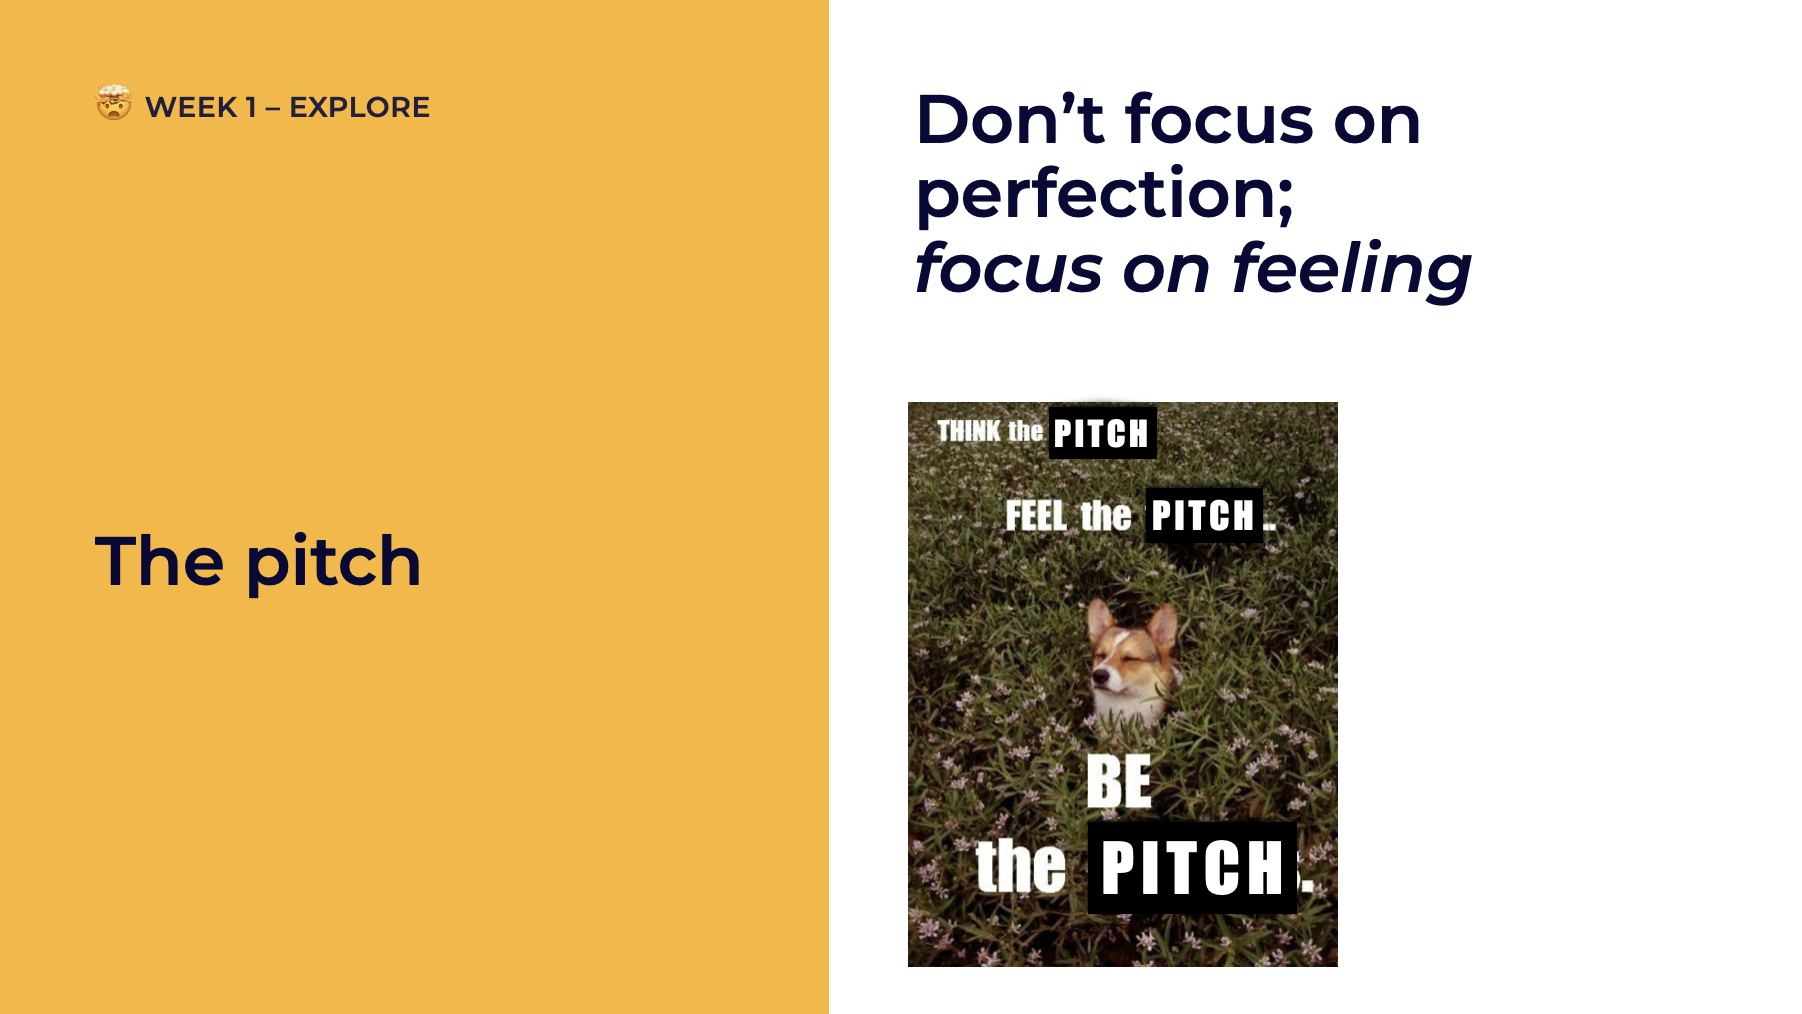 🤯 WEEK 1 – EXPLORE
The pitch
Don’t focus on
perfection;
focus on feeling
THINK the PITCH
FEEL the PITCH..
BE
the PITCH.